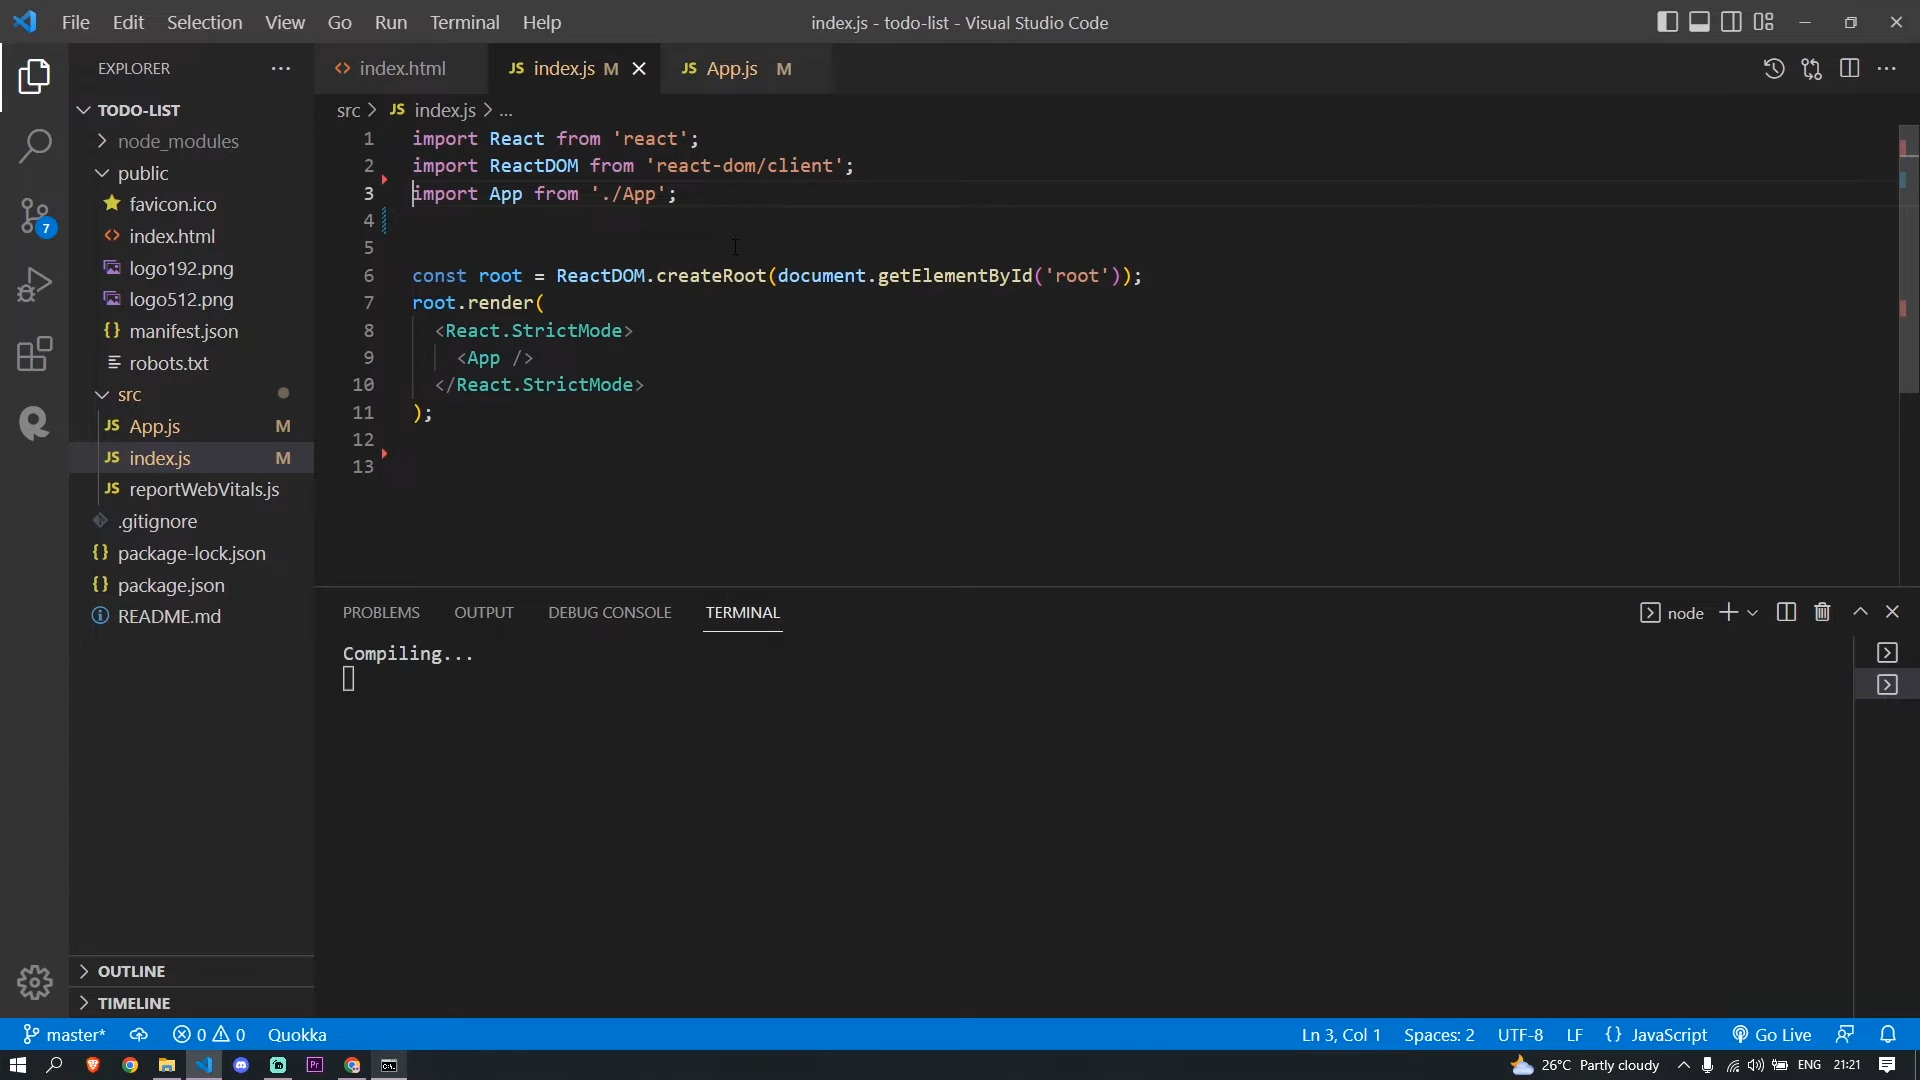 File Edit Selection View Go Run Terminal Help
index.js - todo-list - Visual Studio Code
EXPLORER
TODO-LIST
node_modules
public
favicon.ico
index.html
logo192.png
logo512.png
manifest.json
robots.txt
src
App.js M
index.js M
reportWebVitals.js
.gitignore
package-lock.json
package.json
README.md
OUTLINE
TIMELINE
7
index.html
JS index.js M
JS App.js M
src > JS index.js > ...
1 import React from 'react';
2 import ReactDOM from 'react-dom/client';
3 import App from './App';
4
5
6 const root = ReactDOM.createRoot(document.getElementById('root'));
7 root.render(
8 <React.StrictMode>
9 <App />
10 </React.StrictMode>
11 );
12
13
PROBLEMS OUTPUT DEBUG CONSOLE TERMINAL
node
Compiling...
master* 0 0 Quokka
Ln 3, Col 1 Spaces: 2 UTF-8 LF {} JavaScript Go Live
26°C Partly cloudy ENG 21:21